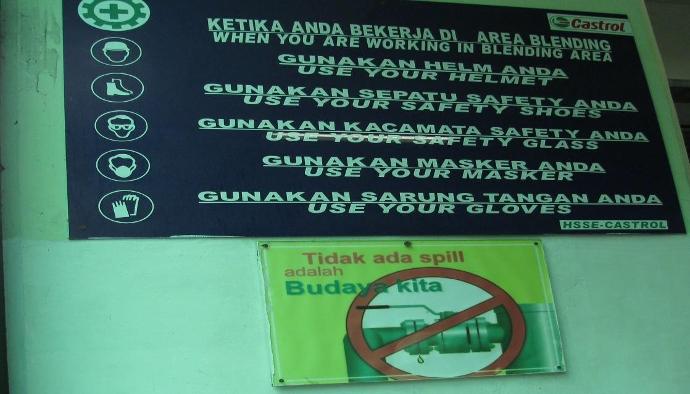 Castrol
KETIKA ANDA BEKERJA DI AREA BLENDING
WHEN YOU ARE WORKING IN BLENDING AREA
GUNAKAN HELM ANDA
USE YOUR HELMET
GUNAKAN SEPATU SAFETY ANDA
USE YOUR SAFETY SHOES
GUNAKAN KACAMATA SAFETY ANDA
USE YOUR SAFETY GLASS
GUNAKAN MASKER ANDA
USE YOUR MASKER
GUNAKAN SARUNG TANGAN ANDA
USE YOUR GLOVES
HSSE-CASTROL
Tidak ada spill
adalah
Budaya kita